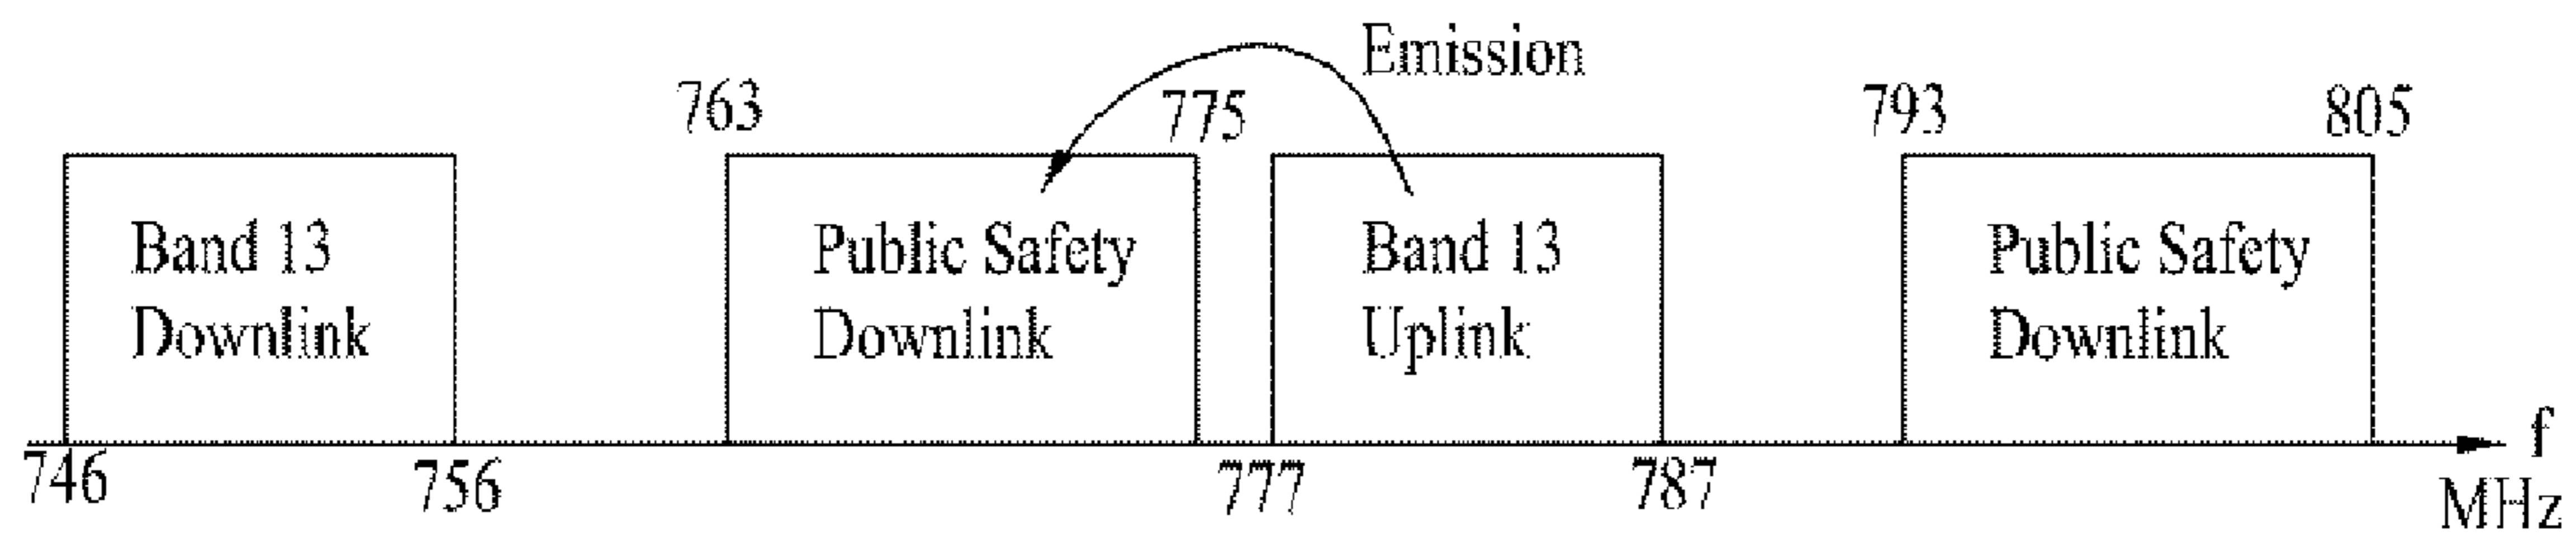 Emission
763
775
793
805
Band 13
Downlink
Public Safety
Downlink
Band 13
Uplink
Public Safety
Downlink
f
MHz
746
756
777
787